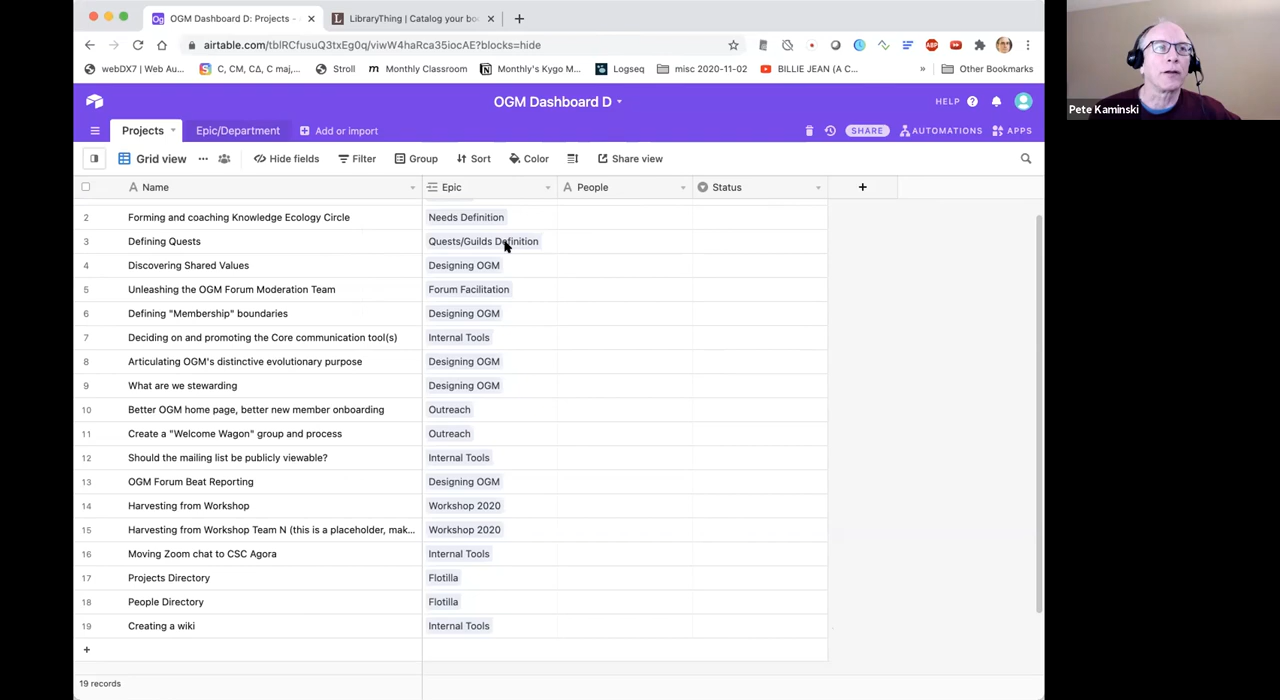 OGM Dashboard D: Projects -
LibraryThing | Catalog your bo
airtable.com/tblRCfusuQ3txEg0q/viwW4haRca35iocAE?blocks=hide
ABP
webDX7 | Web Au...
C, CM, CΔ, C maj,...
Stroll
Monthly Classroom
Monthly's Kygo M...
Logseq
misc 2020-11-02
BILLIE JEAN (A C...
»
Other Bookmarks
OGM Dashboard D
HELP
Projects
Epic/Department
Add or import
SHARE
AUTOMATIONS
APPS
Grid view
Hide fields
Filter
Group
Sort
Color
Share view
Name Epic People Status
2 Forming and coaching Knowledge Ecology Circle Needs Definition
3 Defining Quests Quests/Guilds Definition
4 Discovering Shared Values Designing OGM
5 Unleashing the OGM Forum Moderation Team Forum Facilitation
6 Defining "Membership" boundaries Designing OGM
7 Deciding on and promoting the Core communication tool(s) Internal Tools
8 Articulating OGM's distinctive evolutionary purpose Designing OGM
9 What are we stewarding Designing OGM
10 Better OGM home page, better new member onboarding Outreach
11 Create a "Welcome Wagon" group and process Outreach
12 Should the mailing list be publicly viewable? Internal Tools
13 OGM Forum Beat Reporting Designing OGM
14 Harvesting from Workshop Workshop 2020
15 Harvesting from Workshop Team N (this is a placeholder, mak... Workshop 2020
16 Moving Zoom chat to CSC Agora Internal Tools
17 Projects Directory Flotilla
18 People Directory Flotilla
19 Creating a wiki Internal Tools
19 records
Pete Kaminski